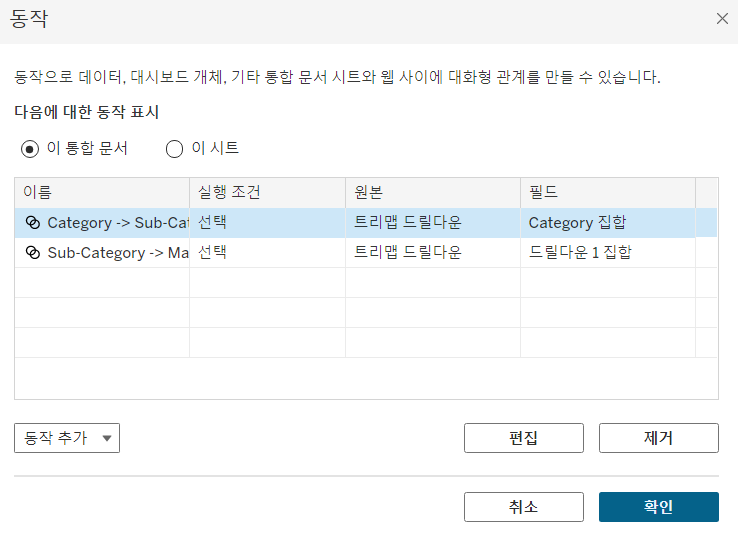 동작
동작으로 데이터, 대시보드 개체, 기타 통합 문서 시트와 웹 사이에 대화형 관계를 만들 수 있습니다.
다음에 대한 동작 표시
이 통합 문서 이 시트
이름 실행 조건 원본 필드
Category -> Sub-Cat 선택 트리맵 드릴다운 Category 집합
Sub-Category -> Ma 선택 트리맵 드릴다운 드릴다운 1 집합
동작 추가 편집 제거
취소 확인